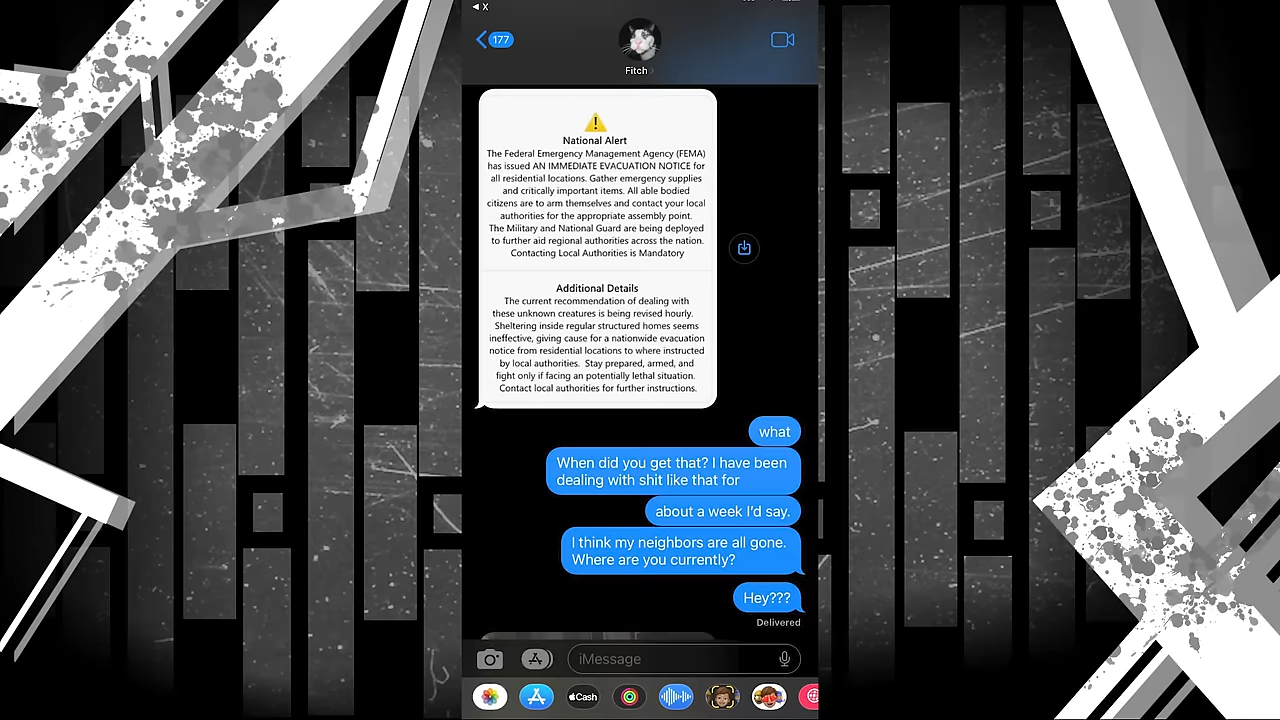 ◀ X
177
Fitch
National Alert
The Federal Emergency Management Agency (FEMA)
has issued AN IMMEDIATE EVACUATION NOTICE for
all residential locations. Gather emergency supplies
and critically important items. All able bodied
citizens are to arm themselves and contact your local
authorities for the appropriate assembly point.
The Military and National Guard are being deployed
to further aid regional authorities across the nation.
Contacting Local Authorities is Mandatory
Additional Details
The current recommendation of dealing with
these unknown creatures is being revised hourly.
Sheltering inside regular structured homes seems
ineffective, giving cause for a nationwide evacuation
notice from residential locations to where instructed
by local authorities. Stay prepared, armed, and
fight only if facing an potentially lethal situation.
Contact local authorities for further instructions.
what
When did you get that? I have been
dealing with shit like that for
about a week I'd say.
I think my neighbors are all gone.
Where are you currently?
Hey???
Delivered
iMessage
Cash